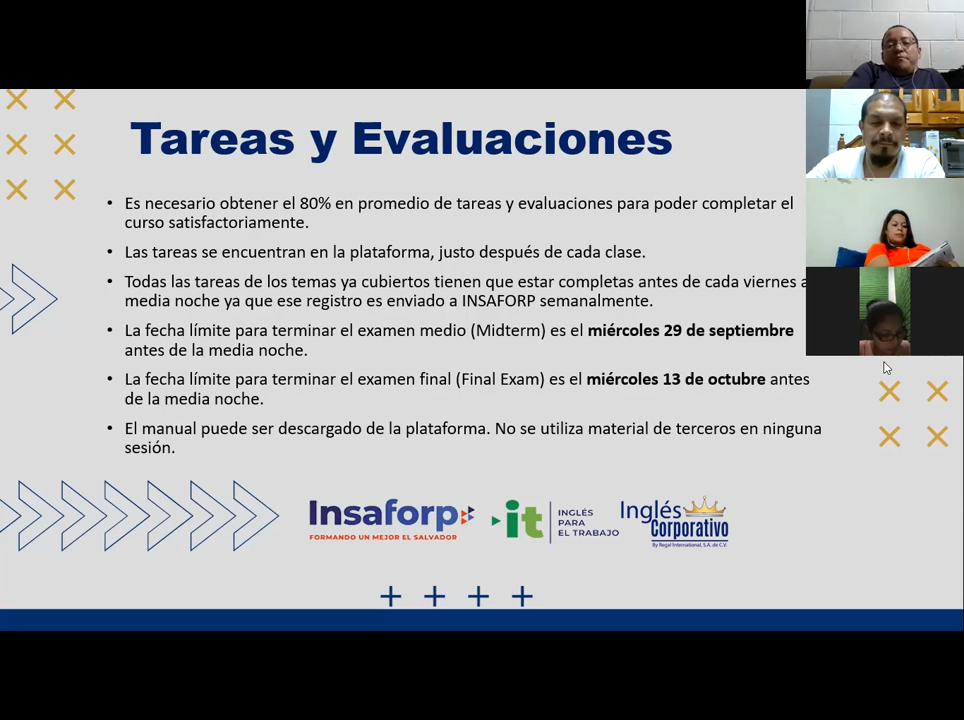 Tareas y Evaluaciones
• Es necesario obtener el 80% en promedio de tareas y evaluaciones para poder completar el
curso satisfactoriamente.
• Las tareas se encuentran en la plataforma, justo después de cada clase.
• Todas las tareas de los temas ya cubiertos tienen que estar completas antes de cada viernes a
media noche ya que ese registro es enviado a INSAFORP semanalmente.
• La fecha límite para terminar el examen medio (Midterm) es el miércoles 29 de septiembre
antes de la media noche.
• La fecha límite para terminar el examen final (Final Exam) es el miércoles 13 de octubre antes
de la media noche.
• El manual puede ser descargado de la plataforma. No se utiliza material de terceros en ninguna
sesión.
Insaforp
FORMANDO UN MEJOR EL SALVADOR
it
INGLÉS
PARA
EL TRABAJO
Inglés
Corporativo
By Regal International, S.A. de C.V.